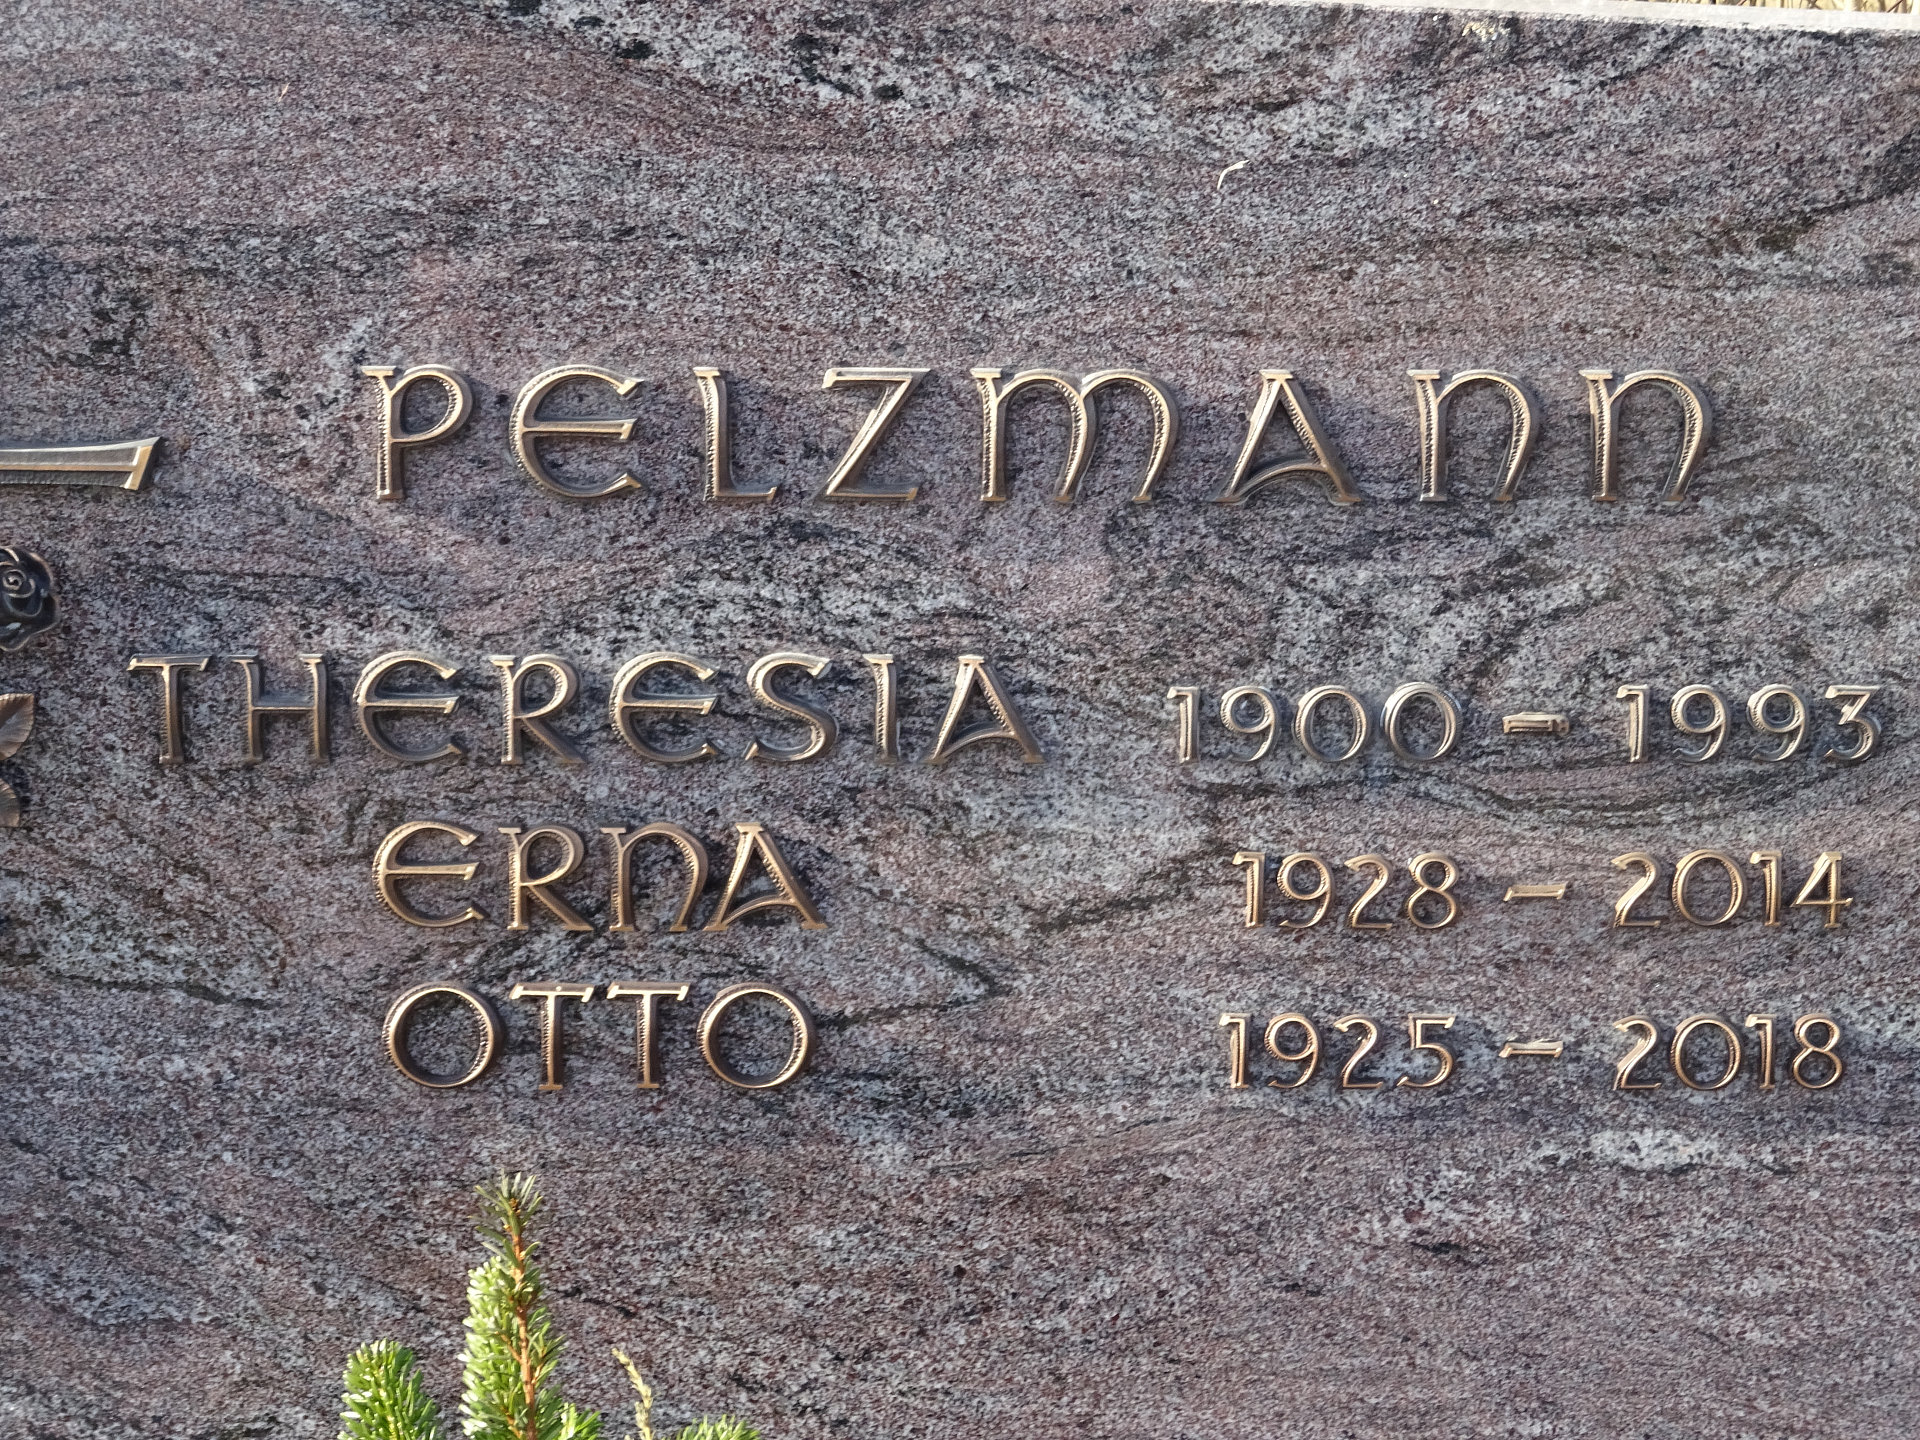 PELZMANN
THERESIA 1900 - 1993
ERNA 1928 - 2014
OTTO 1925 - 2018